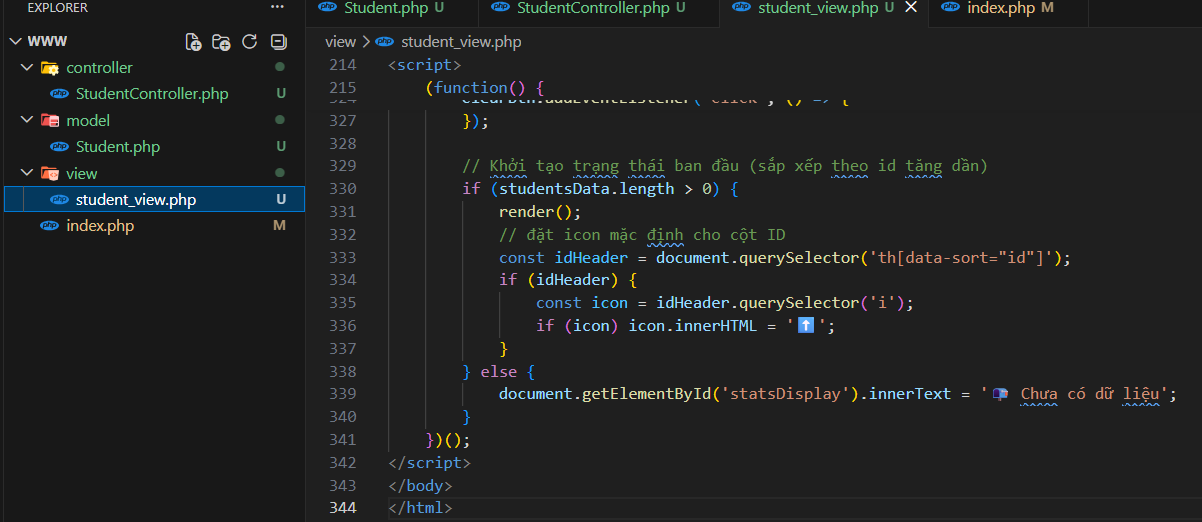 EXPLORER ...
Student.php U StudentController.php U student_view.php U index.php M
WWW
controller
StudentController.php U
model
Student.php U
view
student_view.php U
index.php M
view > student_view.php
214 <script>
215 (function() {
324 clearBtn.addEventListener('click', () => {
327 });
328
329 // Khởi tạo trạng thái ban đầu (sắp xếp theo id tăng dần)
330 if (studentsData.length > 0) {
331 render();
332 // đặt icon mặc định cho cột ID
333 const idHeader = document.querySelector('th[data-sort="id"]');
334 if (idHeader) {
335 const icon = idHeader.querySelector('i');
336 if (icon) icon.innerHTML = '⬆️';
337 }
338 } else {
339 document.getElementById('statsDisplay').innerText = '📭 Chưa có dữ liệu';
340 }
341 })();
342 </script>
343 </body>
344 </html>